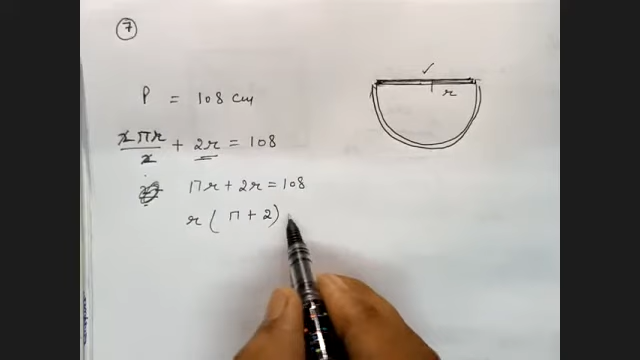 7
P = 108 cm
2πr/2 + 2r = 108
πr + 2r = 108
r ( π + 2 )
r